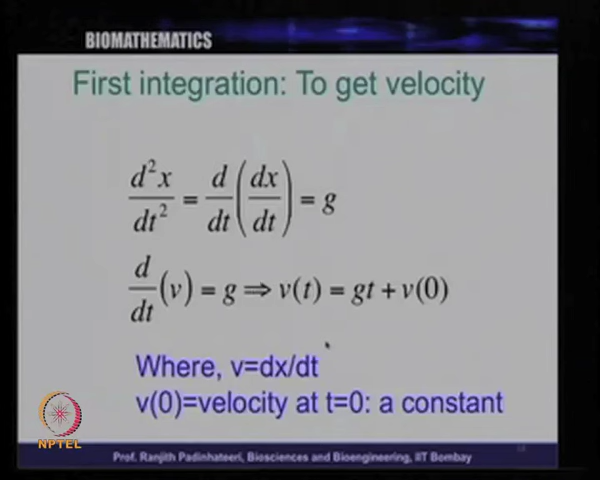 BIOMATHEMATICS
First integration: To get velocity
d²x/dt² = d/dt (dx/dt) = g
d/dt (v) = g ⇒ v(t) = gt + v(0)
Where, v=dx/dt
v(0)=velocity at t=0: a constant
NPTEL
Prof. Ranjith Padinhateeri, Biosciences and Bioengineering, IIT Bombay